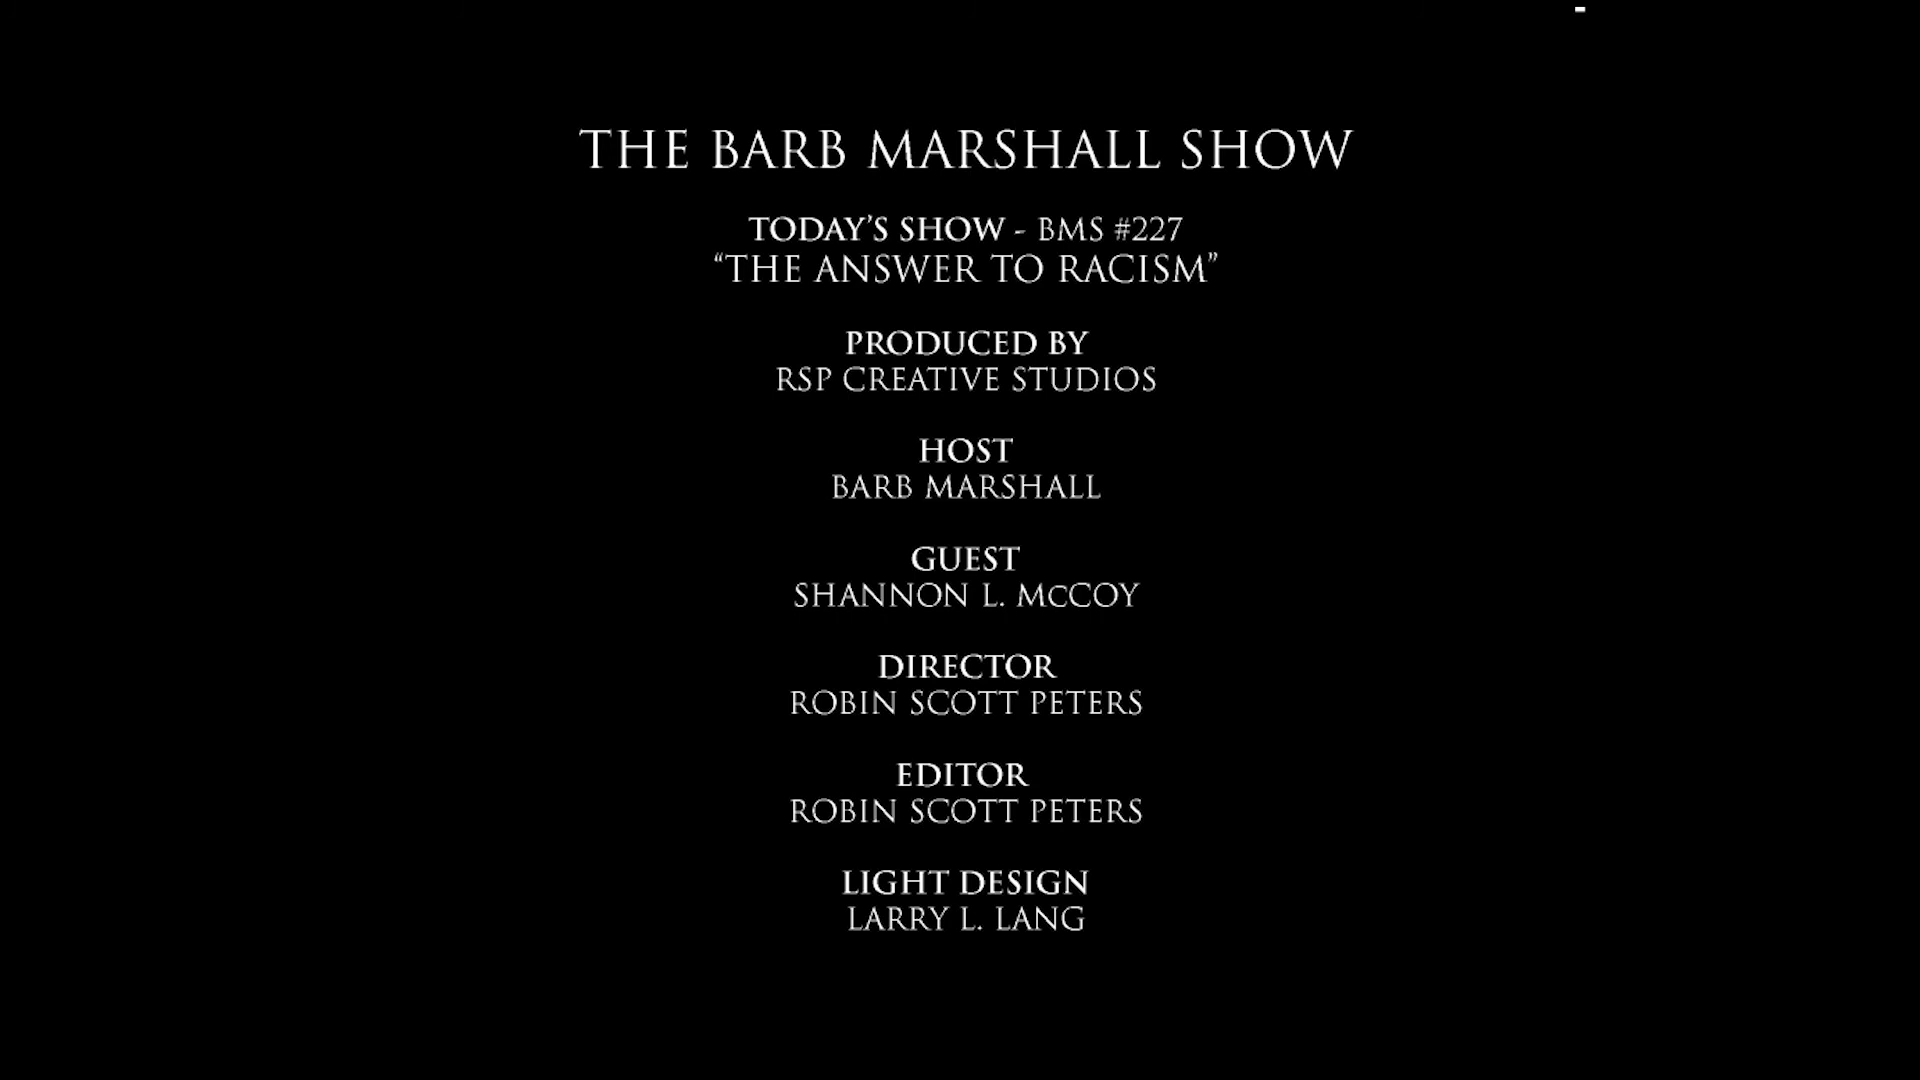 THE BARB MARSHALL SHOW
TODAY’S SHOW - BMS #227
“THE ANSWER TO RACISM”
PRODUCED BY
RSP CREATIVE STUDIOS
HOST
BARB MARSHALL
GUEST
SHANNON L. McCOY
DIRECTOR
ROBIN SCOTT PETERS
EDITOR
ROBIN SCOTT PETERS
LIGHT DESIGN
LARRY L. LANG